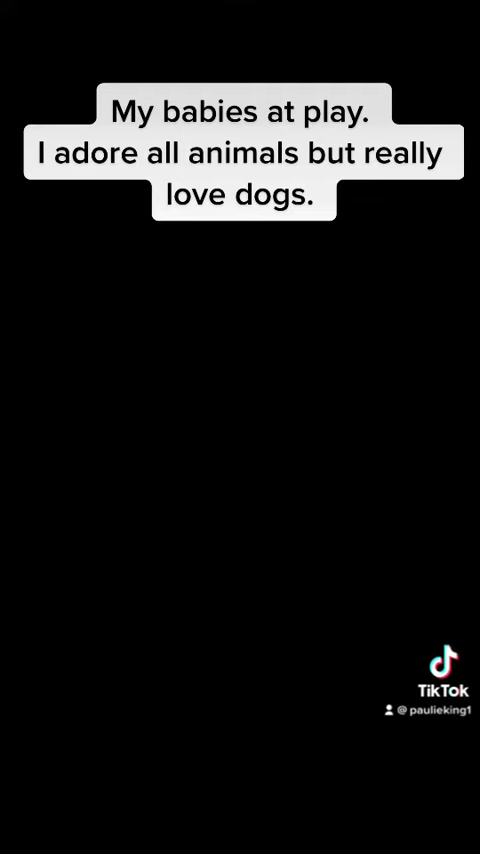 My babies at play.
I adore all animals but really
love dogs.
TikTok
@ paulieking1